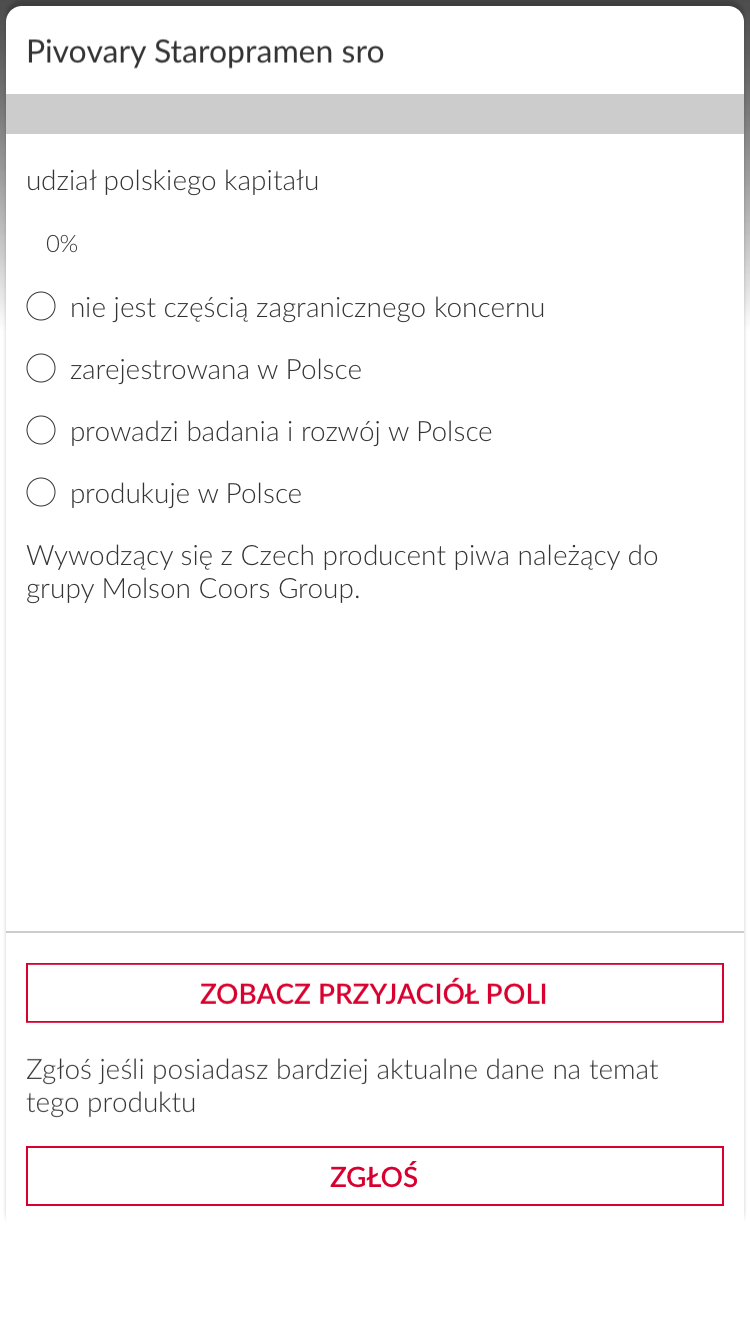 Pivovary Staropramen sro
udział polskiego kapitału
0%
nie jest częścią zagranicznego koncernu
zarejestrowana w Polsce
prowadzi badania i rozwój w Polsce
produkuje w Polsce
Wywodzący się z Czech producent piwa należący do
grupy Molson Coors Group.
ZOBACZ PRZYJACIÓŁ POLI
Zgłoś jeśli posiadasz bardziej aktualne dane na temat
tego produktu
ZGŁOŚ